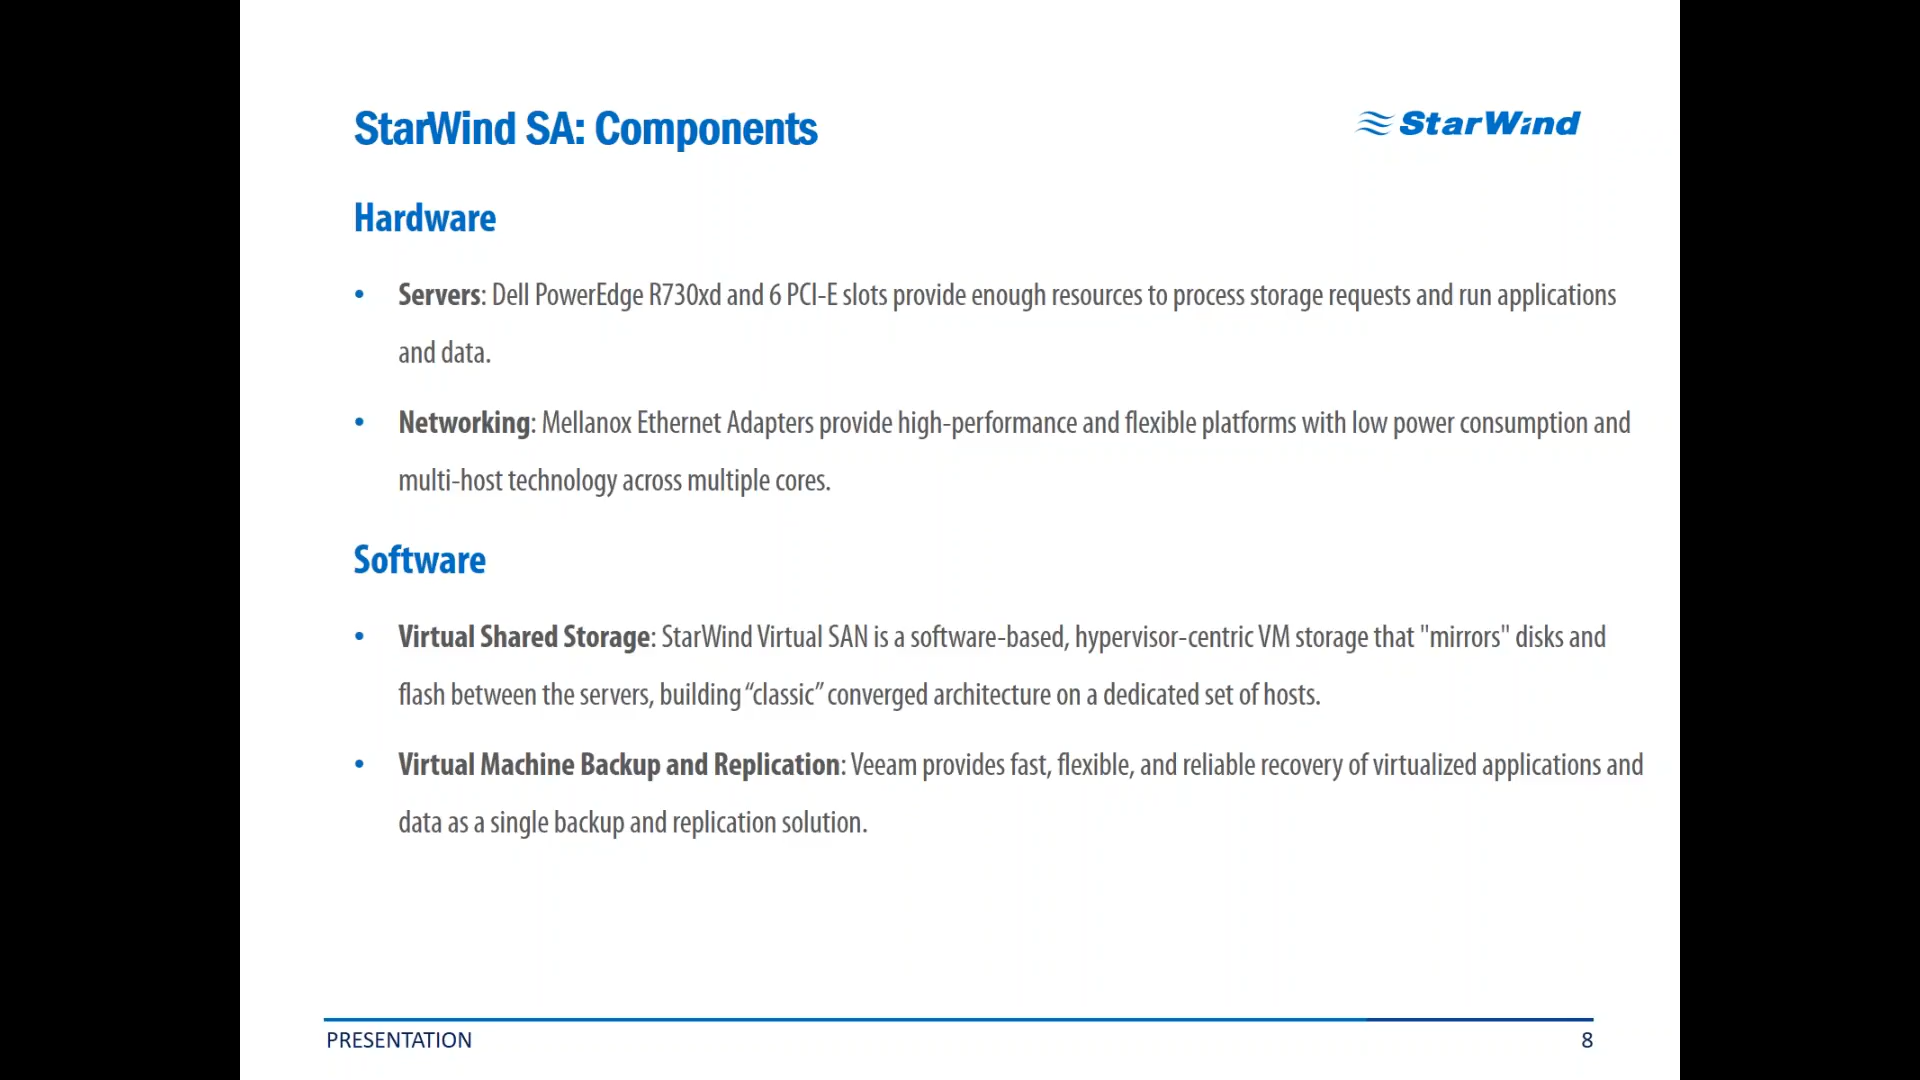 StarWind SA: Components
StarWind
Hardware
• Servers: Dell PowerEdge R730xd and 6 PCI-E slots provide enough resources to process storage requests and run applications
and data.
• Networking: Mellanox Ethernet Adapters provide high-performance and flexible platforms with low power consumption and
multi-host technology across multiple cores.
Software
• Virtual Shared Storage: StarWind Virtual SAN is a software-based, hypervisor-centric VM storage that "mirrors" disks and
flash between the servers, building “classic” converged architecture on a dedicated set of hosts.
• Virtual Machine Backup and Replication: Veeam provides fast, flexible, and reliable recovery of virtualized applications and
data as a single backup and replication solution.
PRESENTATION
8